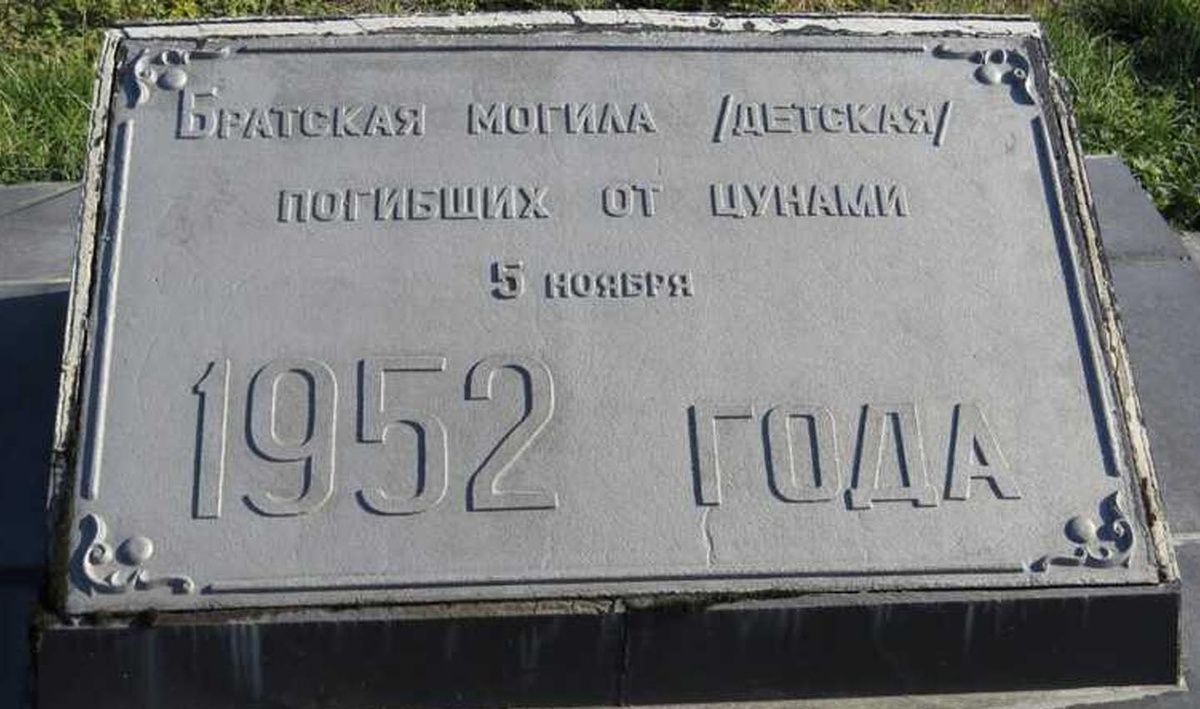 Братская могила /детская/
погибших от цунами
5 ноября
1952 года